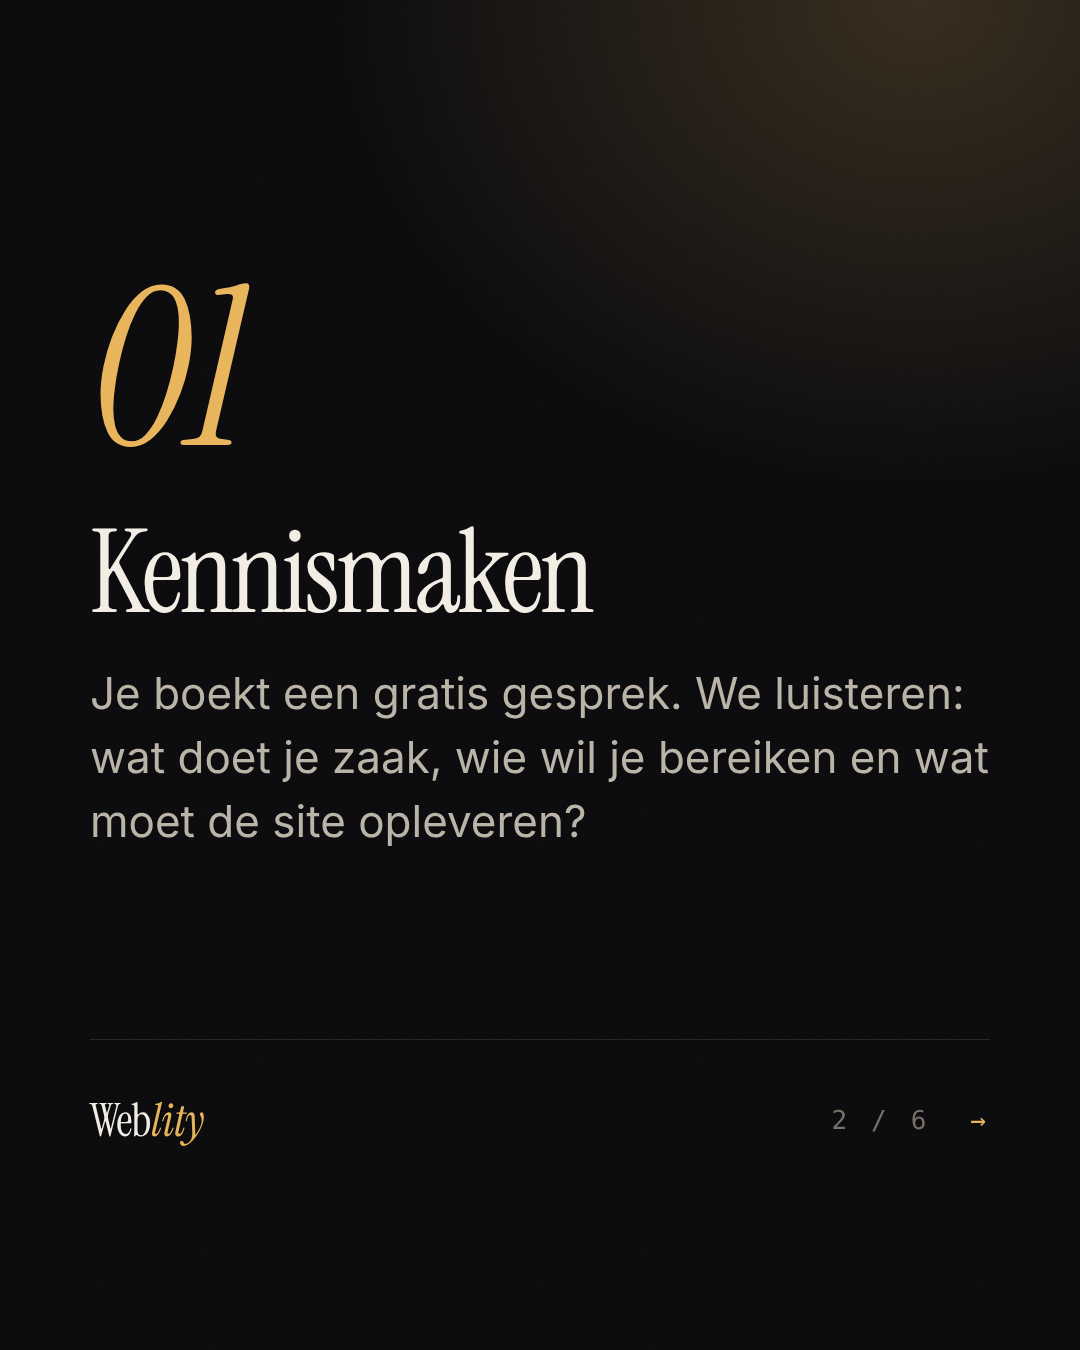 01
Kennismaken
Je boekt een gratis gesprek. We luisteren:
wat doet je zaak, wie wil je bereiken en wat
moet de site opleveren?
Weblity
2 / 6 →